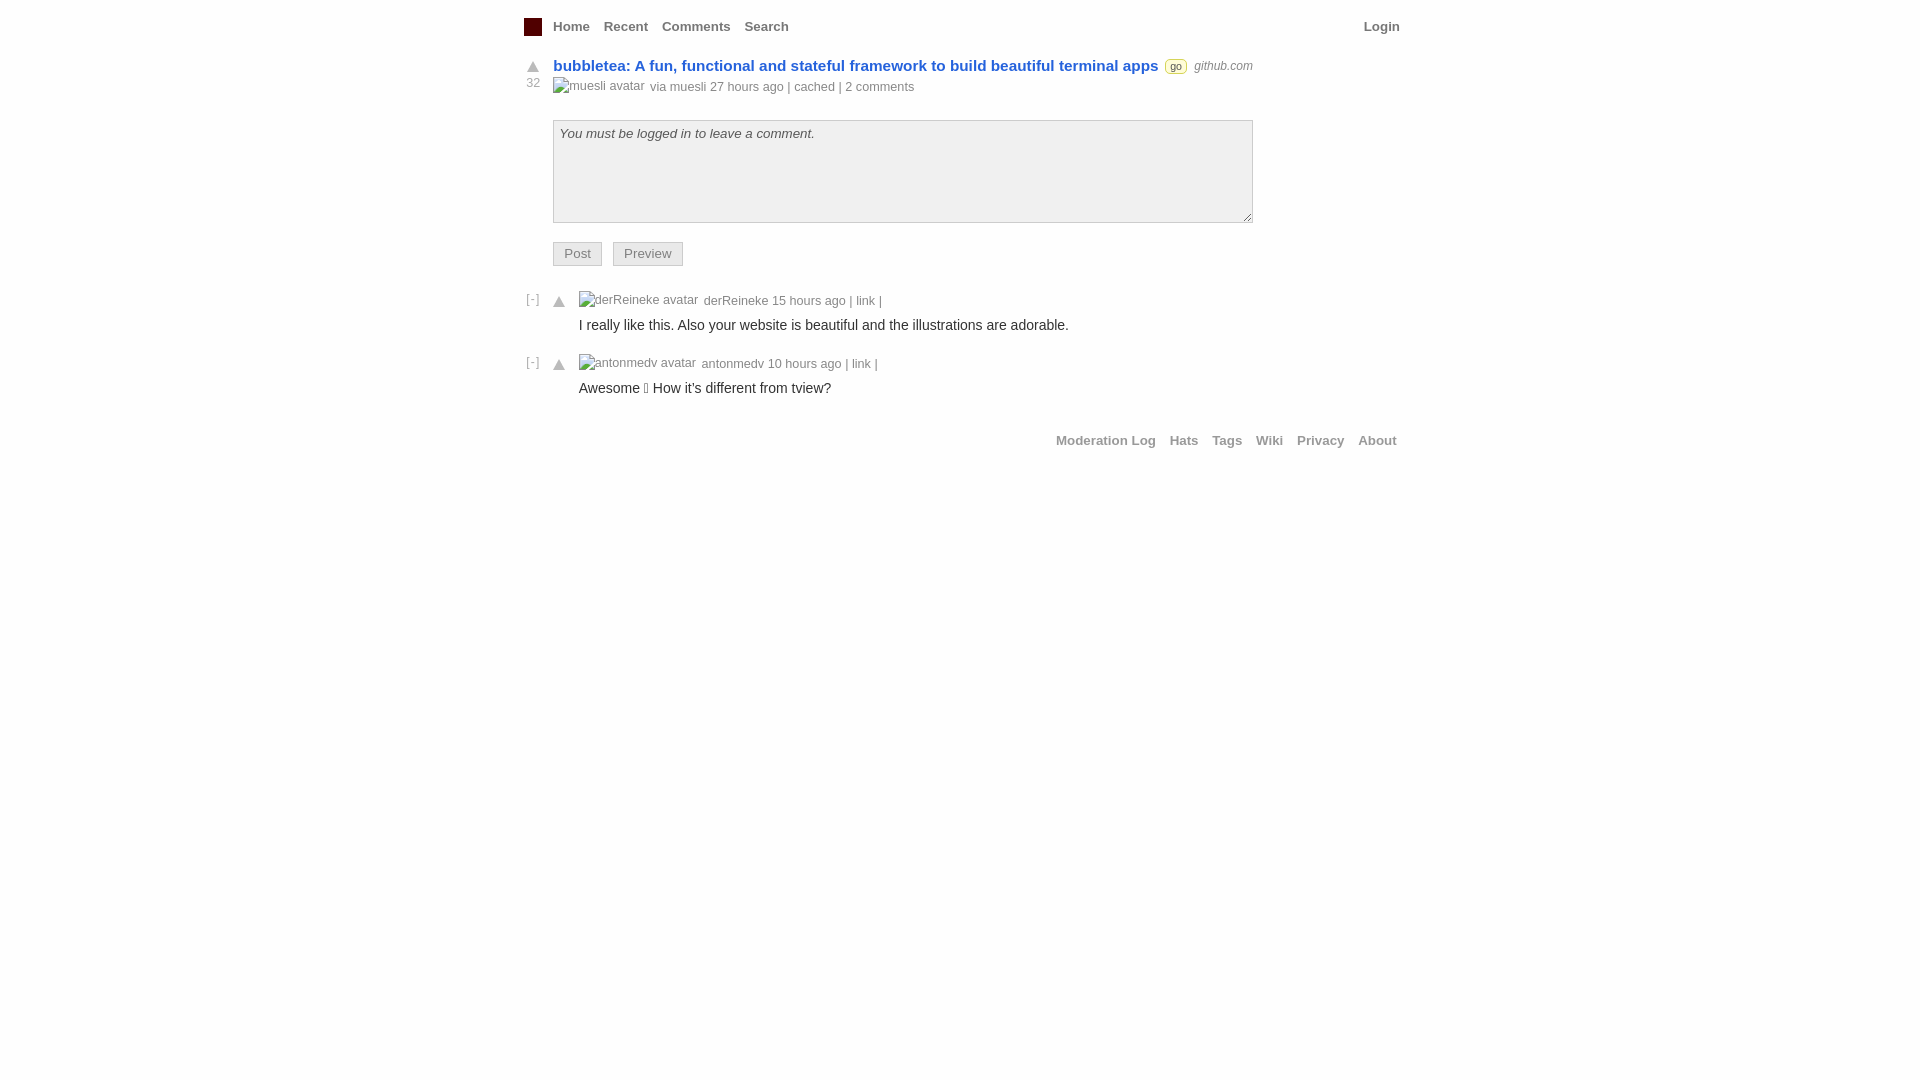 Home Recent Comments Search Login
bubbletea: A fun, functional and stateful framework to build beautiful terminal apps go github.com
32
muesli avatar via muesli 27 hours ago | cached | 2 comments
You must be logged in to leave a comment.
Post Preview
[-] derReineke avatar derReineke 15 hours ago | link |
I really like this. Also your website is beautiful and the illustrations are adorable.
[-] antonmedv avatar antonmedv 10 hours ago | link |
Awesome ▯ How it’s different from tview?
Moderation Log Hats Tags Wiki Privacy About